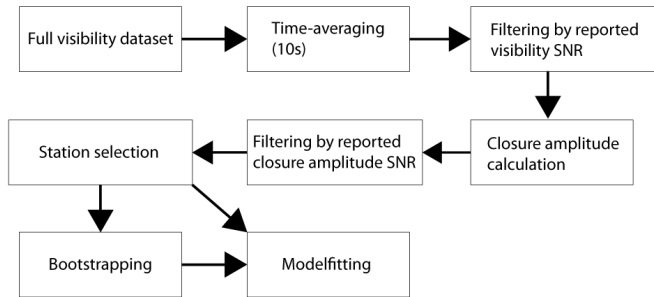 Full visibility dataset
Time-averaging
(10s)
Filtering by reported
visibility SNR
Station selection
Filtering by reported
closure amplitude SNR
Closure amplitude
calculation
Bootstrapping
Modelfitting